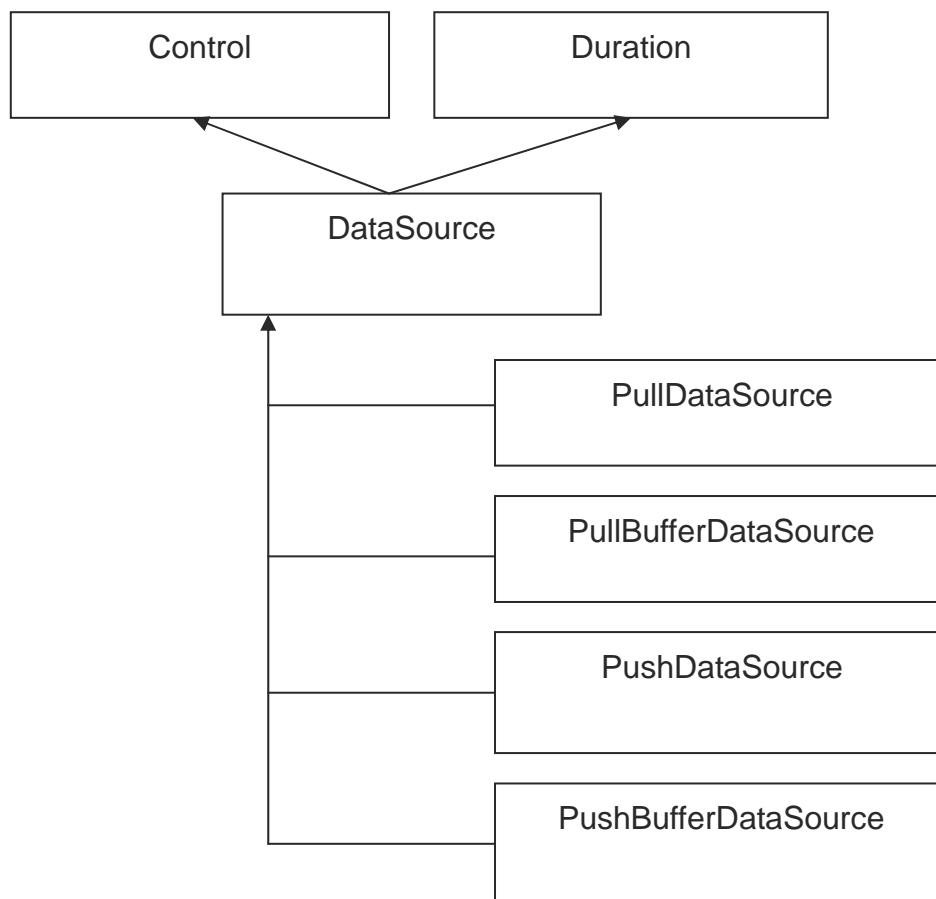 Control
Duration
DataSource
PullDataSource
PullBufferDataSource
PushDataSource
PushBufferDataSource